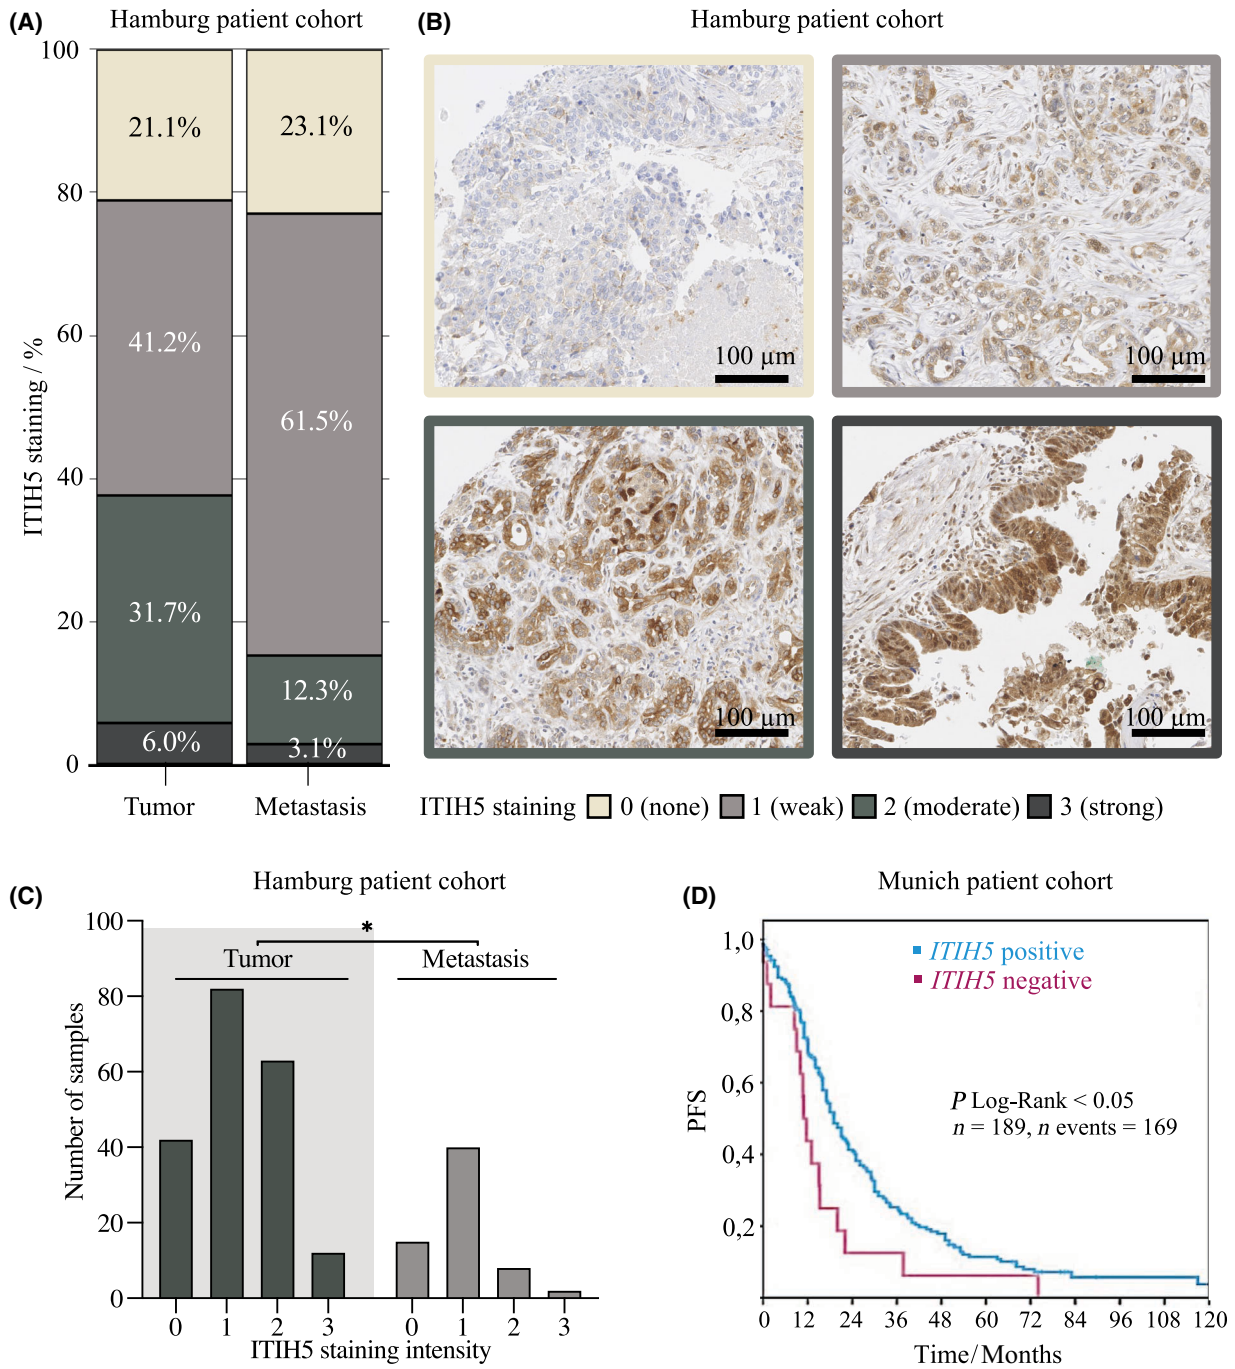 (A)
Hamburg patient cohort
ITIH5 staining / %
100
80
60
40
20
0
21.1%
41.2%
31.7%
6.0%
23.1%
61.5%
12.3%
3.1%
Tumor
Metastasis
(B)
Hamburg patient cohort
100 µm
100 µm
100 µm
100 µm
ITIH5 staining 0 (none) 1 (weak) 2 (moderate) 3 (strong)
(C)
Hamburg patient cohort
Number of samples
100
80
60
40
20
0
*
Tumor
Metastasis
0 1 2 3 0 1 2 3
ITIH5 staining intensity
(D)
Munich patient cohort
PFS
1,0
0,8
0,6
0,4
0,2
ITIH5 positive
ITIH5 negative
P Log-Rank < 0.05
n = 189, n events = 169
0 12 24 36 48 60 72 84 96 108 120
Time/Months